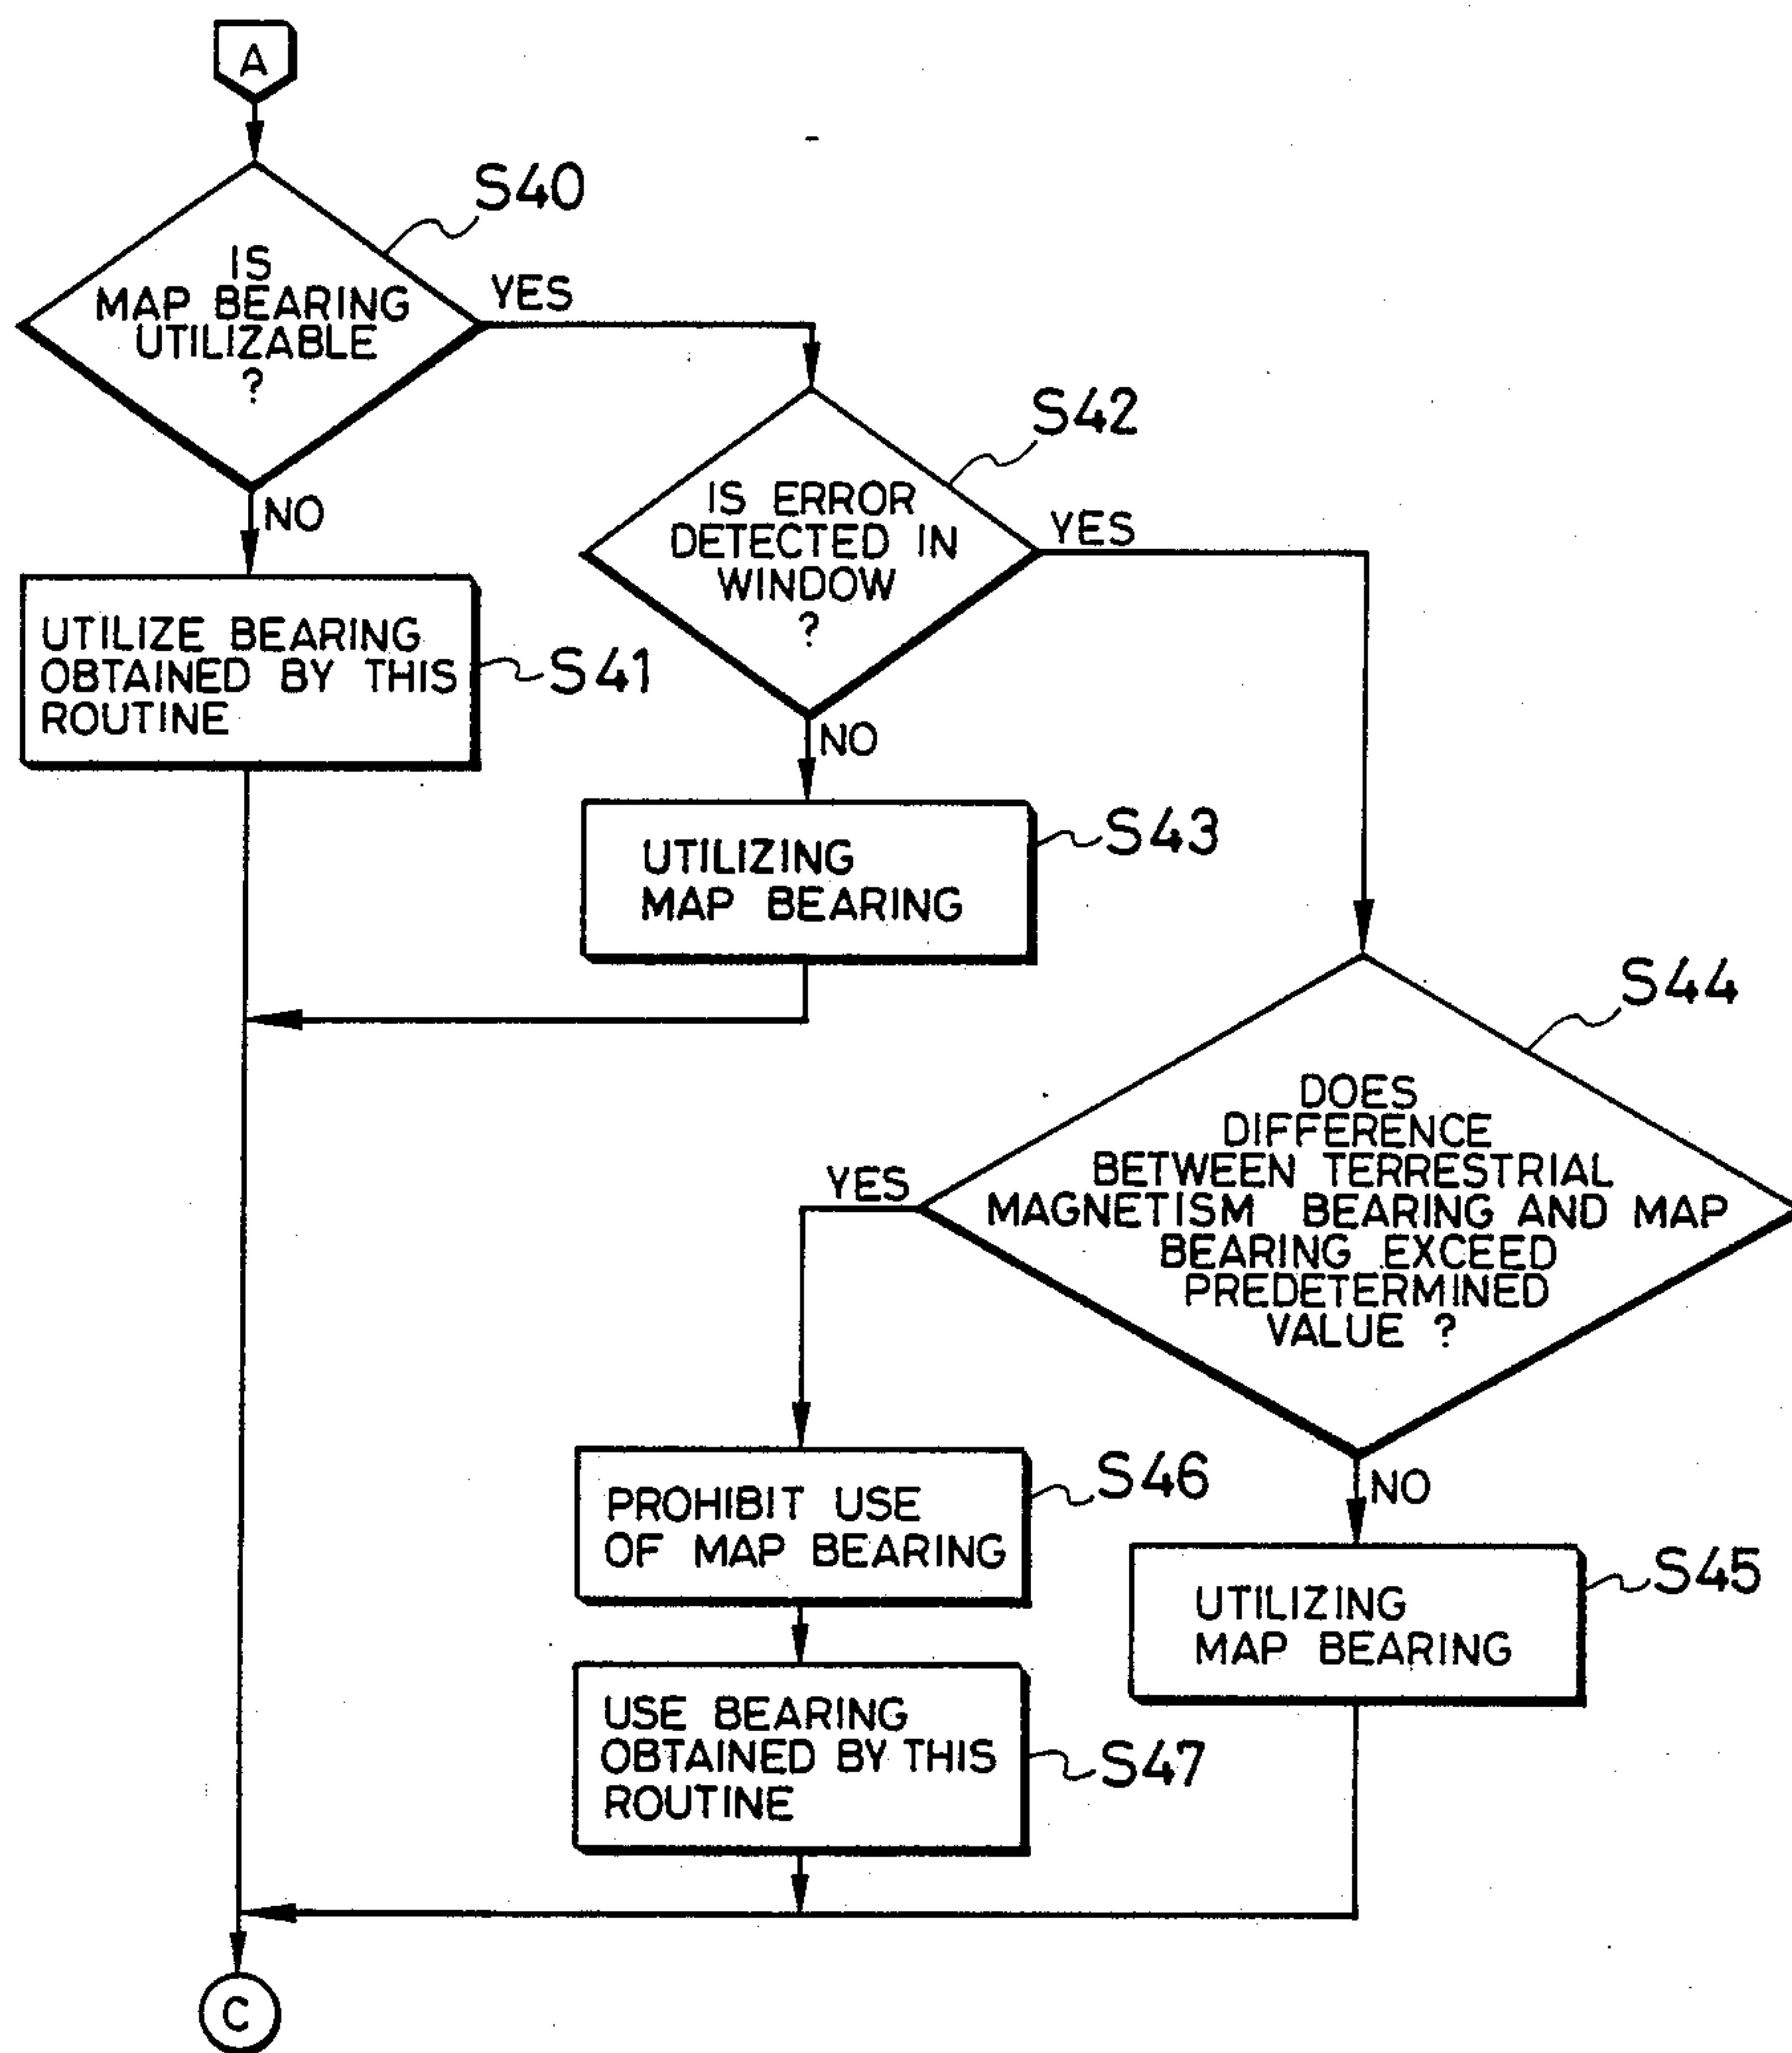 A
S40
IS
MAP BEARING
UTILIZABLE
?
YES
NO
S42
IS ERROR
DETECTED IN
WINDOW
?
YES
NO
UTILIZE BEARING
OBTAINED BY THIS
ROUTINE
S41
UTILIZING
MAP BEARING
S43
S44
DOES
DIFFERENCE
BETWEEN TERRESTRIAL
MAGNETISM BEARING AND MAP
BEARING EXCEED
PREDETERMINED
VALUE ?
YES
NO
PROHIBIT USE
OF MAP BEARING
S46
UTILIZING
MAP BEARING
S45
USE BEARING
OBTAINED BY THIS
ROUTINE
S47
C